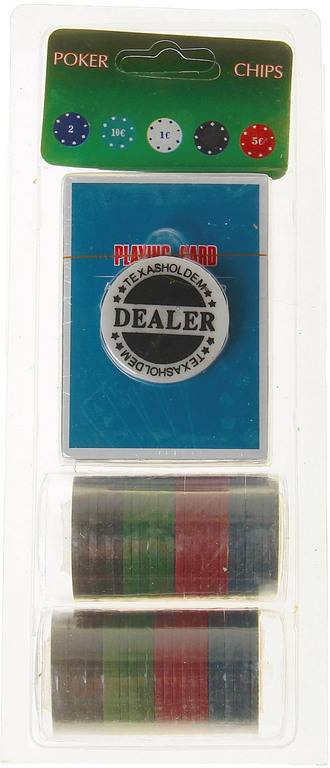 POKER CHIPS
2 10¢ 1¢ 5¢
PLAYING CARD
TEXASHOLDEM
DEALER
TEXASHOLDEM